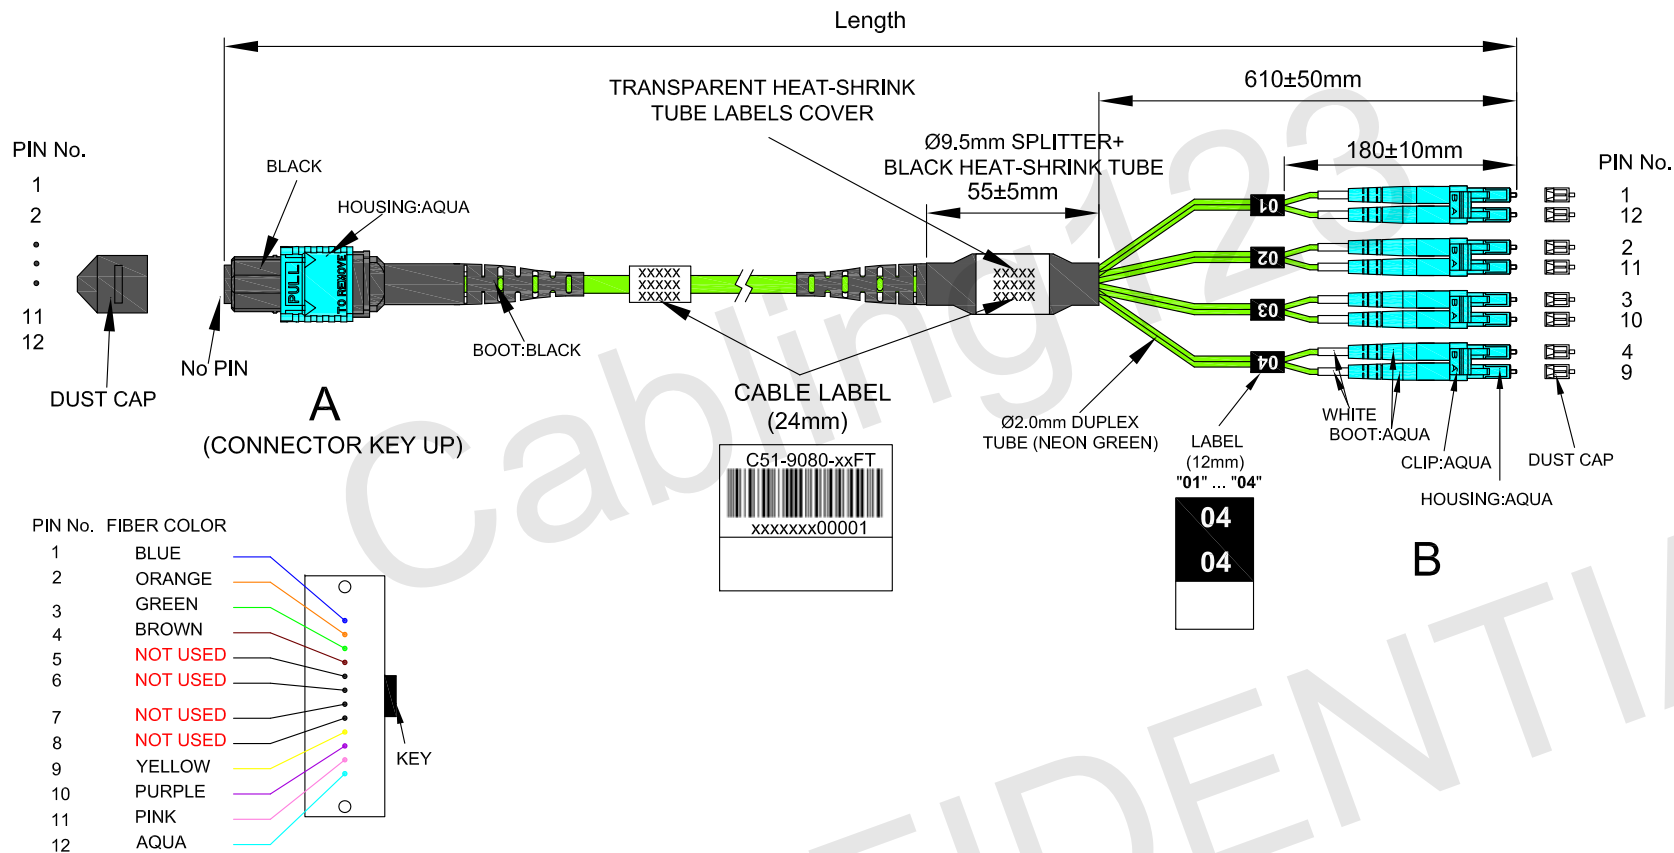 Length
610±50mm
TRANSPARENT HEAT-SHRINK
TUBE LABELS COVER
Ø9.5mm SPLITTER+
BLACK HEAT-SHRINK TUBE
55±5mm
180±10mm
PIN No.
1
2
11
12
BLACK
HOUSING:AQUA
PULL
TO REMOVE
XXXXX
XXXXX
XXXXX
XXXXX
XXXXX
XXXXX
XXXXX
XXXXX
BOOT:BLACK
No PIN
DUST CAP
A
(CONNECTOR KEY UP)
CABLE LABEL
(24mm)
C51-9080-xxFT
xxxxxxx00001
01
02
03
04
B A
B A
B A
B A
PIN No.
1
12
2
11
3
10
4
9
Ø2.0mm DUPLEX
TUBE (NEON GREEN)
LABEL
(12mm)
"01" ... "04"
04
04
WHITE
BOOT:AQUA
CLIP:AQUA
DUST CAP
HOUSING:AQUA
B
PIN No. FIBER COLOR
1 BLUE
2 ORANGE
3 GREEN
4 BROWN
5 NOT USED
6 NOT USED
7 NOT USED
8 NOT USED
9 YELLOW
10 PURPLE
11 PINK
12 AQUA
KEY
Cabling123